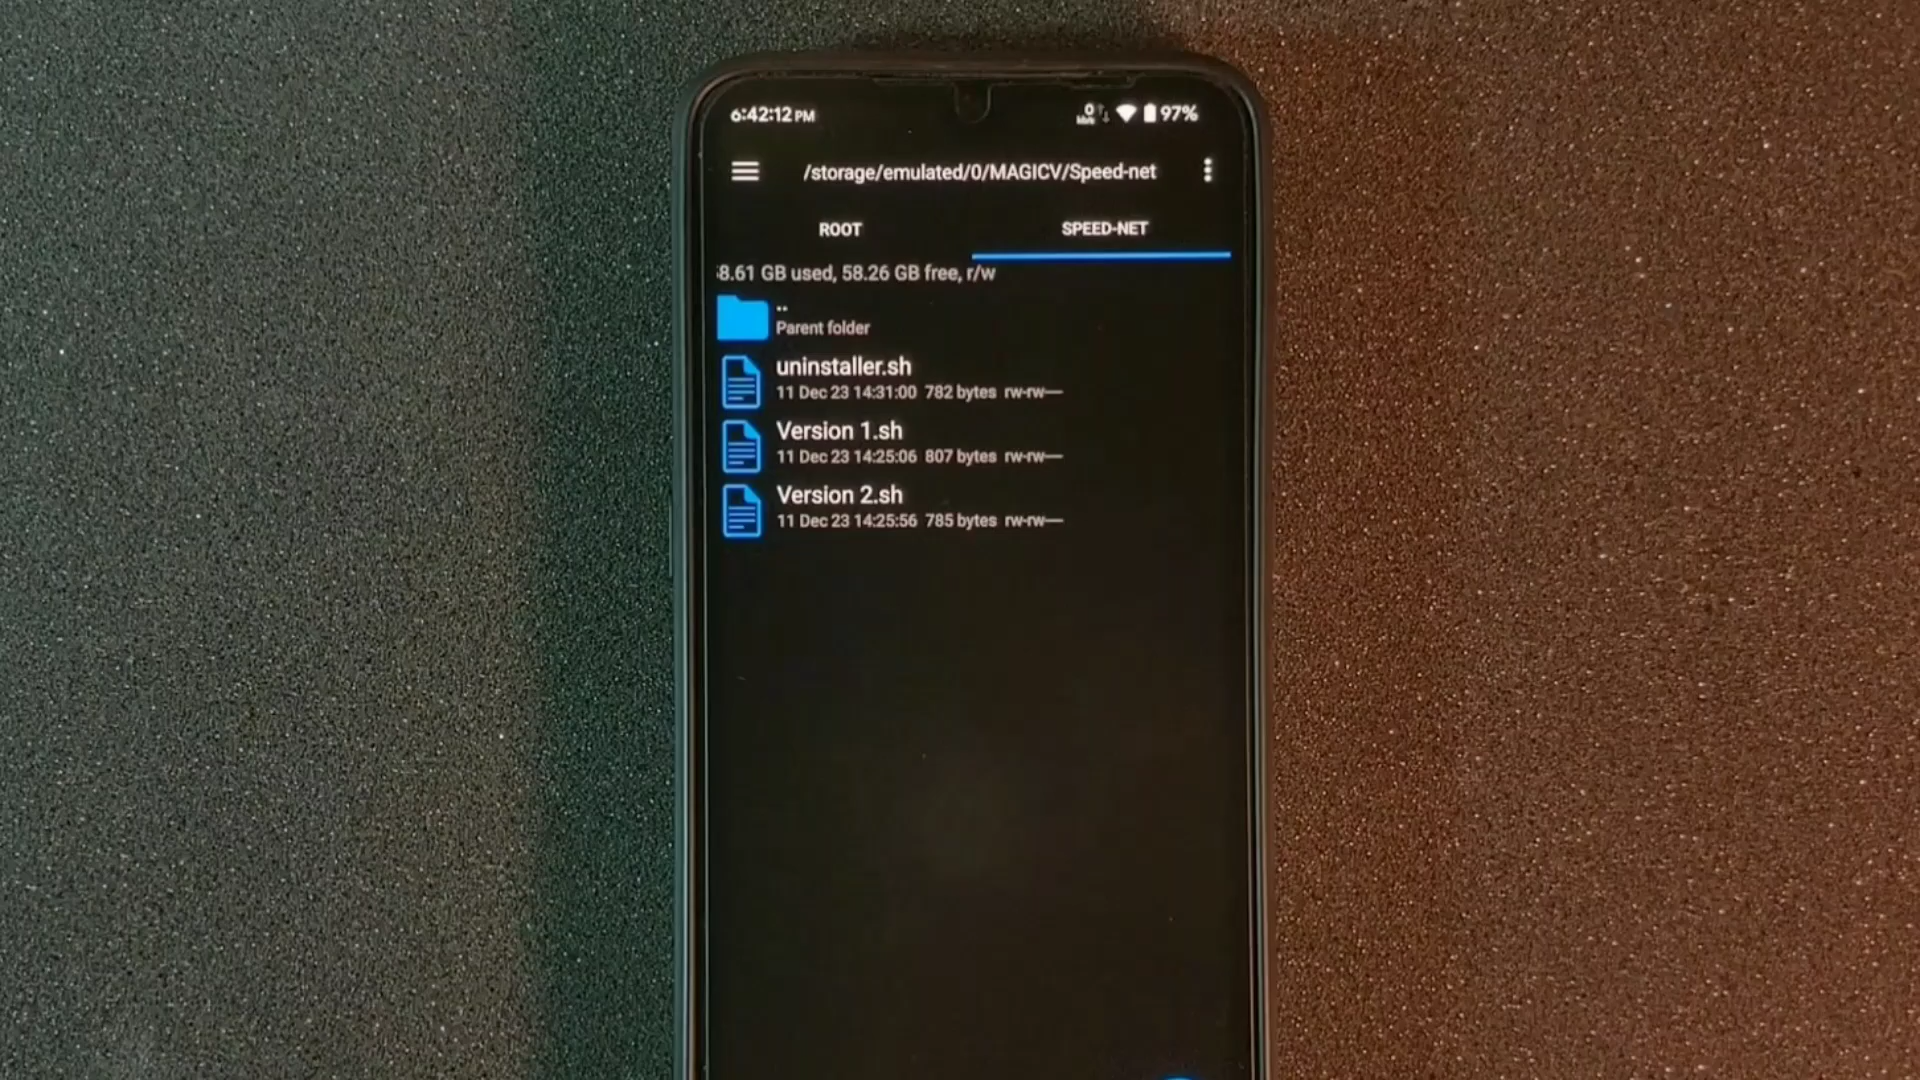 6:42:12 PM 0 97%
/storage/emulated/0/MAGICV/Speed-net
ROOT SPEED-NET
8.61 GB used, 58.26 GB free, r/w
..
Parent folder
uninstaller.sh
11 Dec 23 14:31:00 782 bytes rw-rw—
Version 1.sh
11 Dec 23 14:25:06 807 bytes rw-rw—
Version 2.sh
11 Dec 23 14:25:56 785 bytes rw-rw—